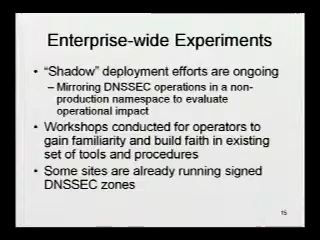 Enterprise-wide Experiments
• "Shadow" deployment efforts are ongoing
– Mirroring DNSSEC operations in a non-
production namespace to evaluate
operational impact
• Workshops conducted for operators to
gain familiarity and build faith in existing
set of tools and procedures
• Some sites are already running signed
DNSSEC zones
15